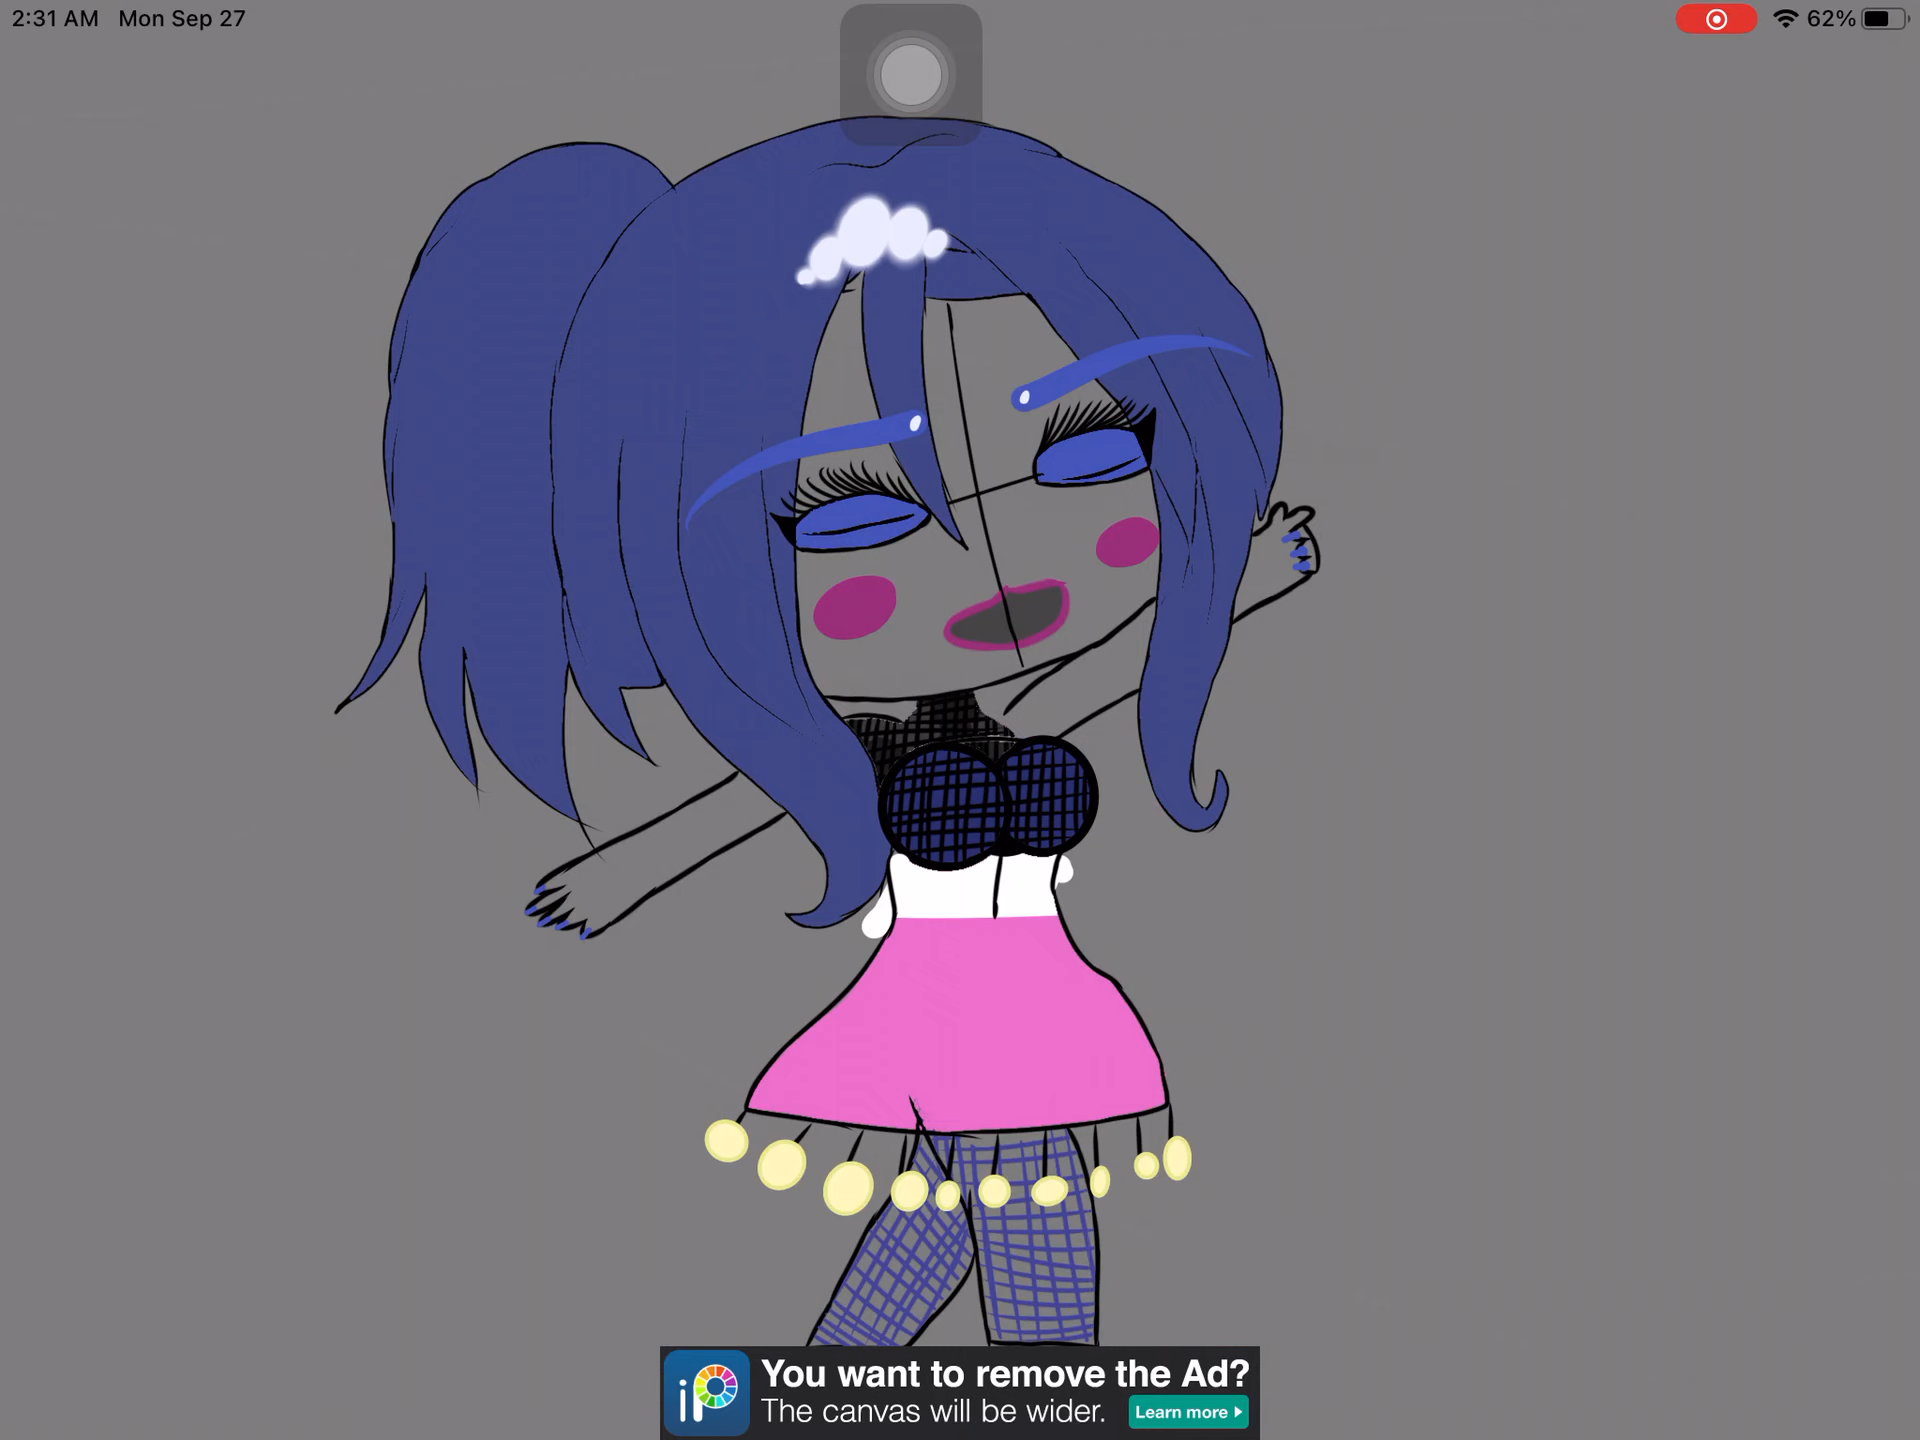 2:31 AM Mon Sep 27
62%
iP
You want to remove the Ad?
The canvas will be wider.
Learn more